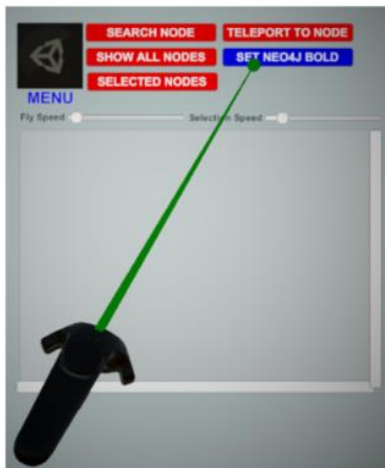 SEARCH NODE TELEPORT TO NODE
SHOW ALL NODES SET NEO4J BOLD
SELECTED NODES
MENU
Fly Speed Selection Speed